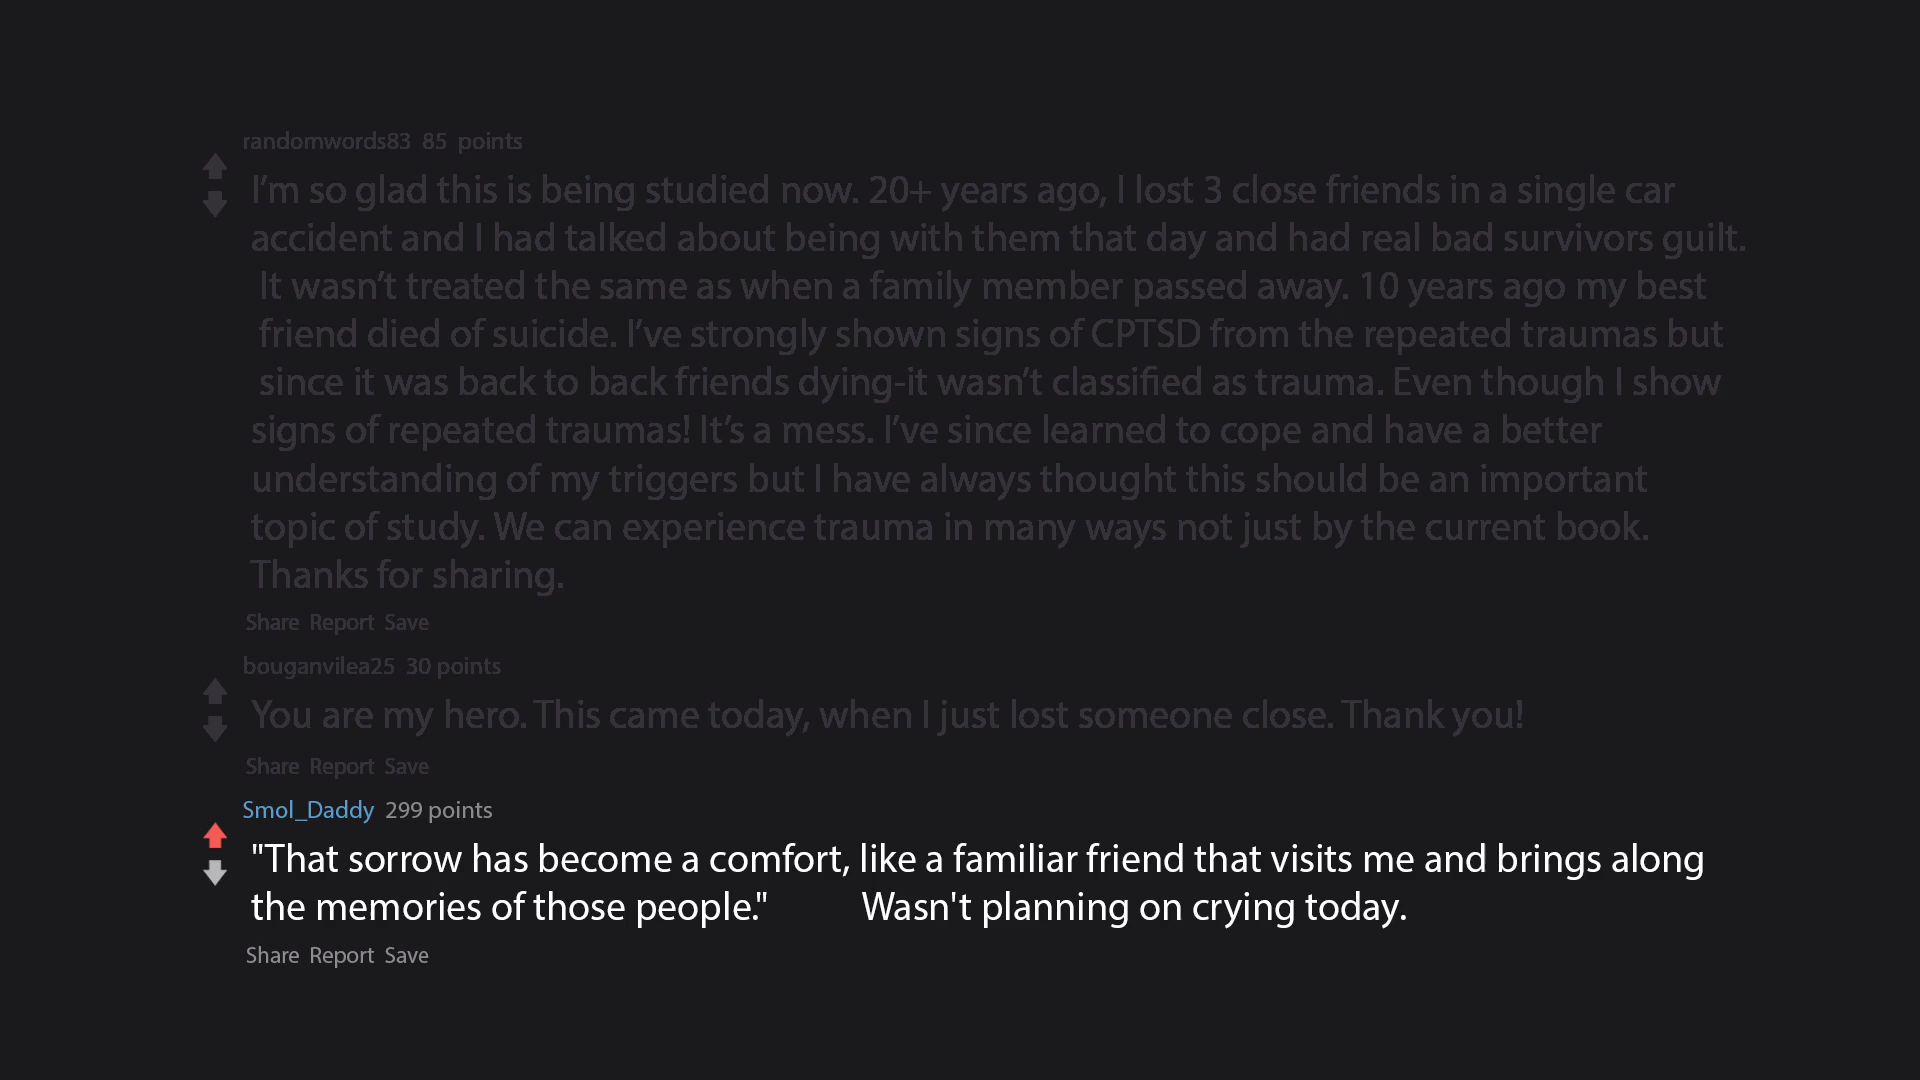 randomwords83 85 points
I’m so glad this is being studied now. 20+ years ago, I lost 3 close friends in a single car
accident and I had talked about being with them that day and had real bad survivors guilt.
It wasn’t treated the same as when a family member passed away. 10 years ago my best
friend died of suicide. I’ve strongly shown signs of CPTSD from the repeated traumas but
since it was back to back friends dying-it wasn’t classified as trauma. Even though I show
signs of repeated traumas! It’s a mess. I’ve since learned to cope and have a better
understanding of my triggers but I have always thought this should be an important
topic of study. We can experience trauma in many ways not just by the current book.
Thanks for sharing.
Share Report Save
bouganvilea25 30 points
You are my hero. This came today, when I just lost someone close. Thank you!
Share Report Save
Smol_Daddy 299 points
"That sorrow has become a comfort, like a familiar friend that visits me and brings along
the memories of those people." Wasn't planning on crying today.
Share Report Save